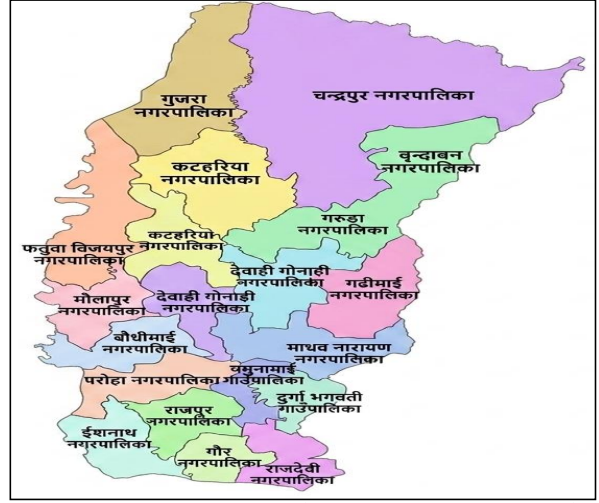 गुजरा
नगरपालिका
चन्द्रपुर नगरपालिका
कटहरिया
नगरपालिका
वृन्दाबन
नगरपालिका
गरुडा
नगरपालिका
कटहरिया
नगरपालिका
फतुवा विजयपुर
नगरपालिका
देवाही गोनाही
नगरपालिका
गढीमाई
नगरपालिका
मौलापुर
नगरपालिका
देवाही गोनाही
नगरपालिका
बौधीमाई
नगरपालिका
माधव नारायण
नगरपालिका
परोहा नगरपालिका
यमुनामाई
गाउँपालिका
दुर्गा भगवती
गाउँपालिका
राजपुर
नगरपालिका
ईशनाथ
नगरपालिका
गौर
नगरपालिका
राजदेवी
नगरपालिका